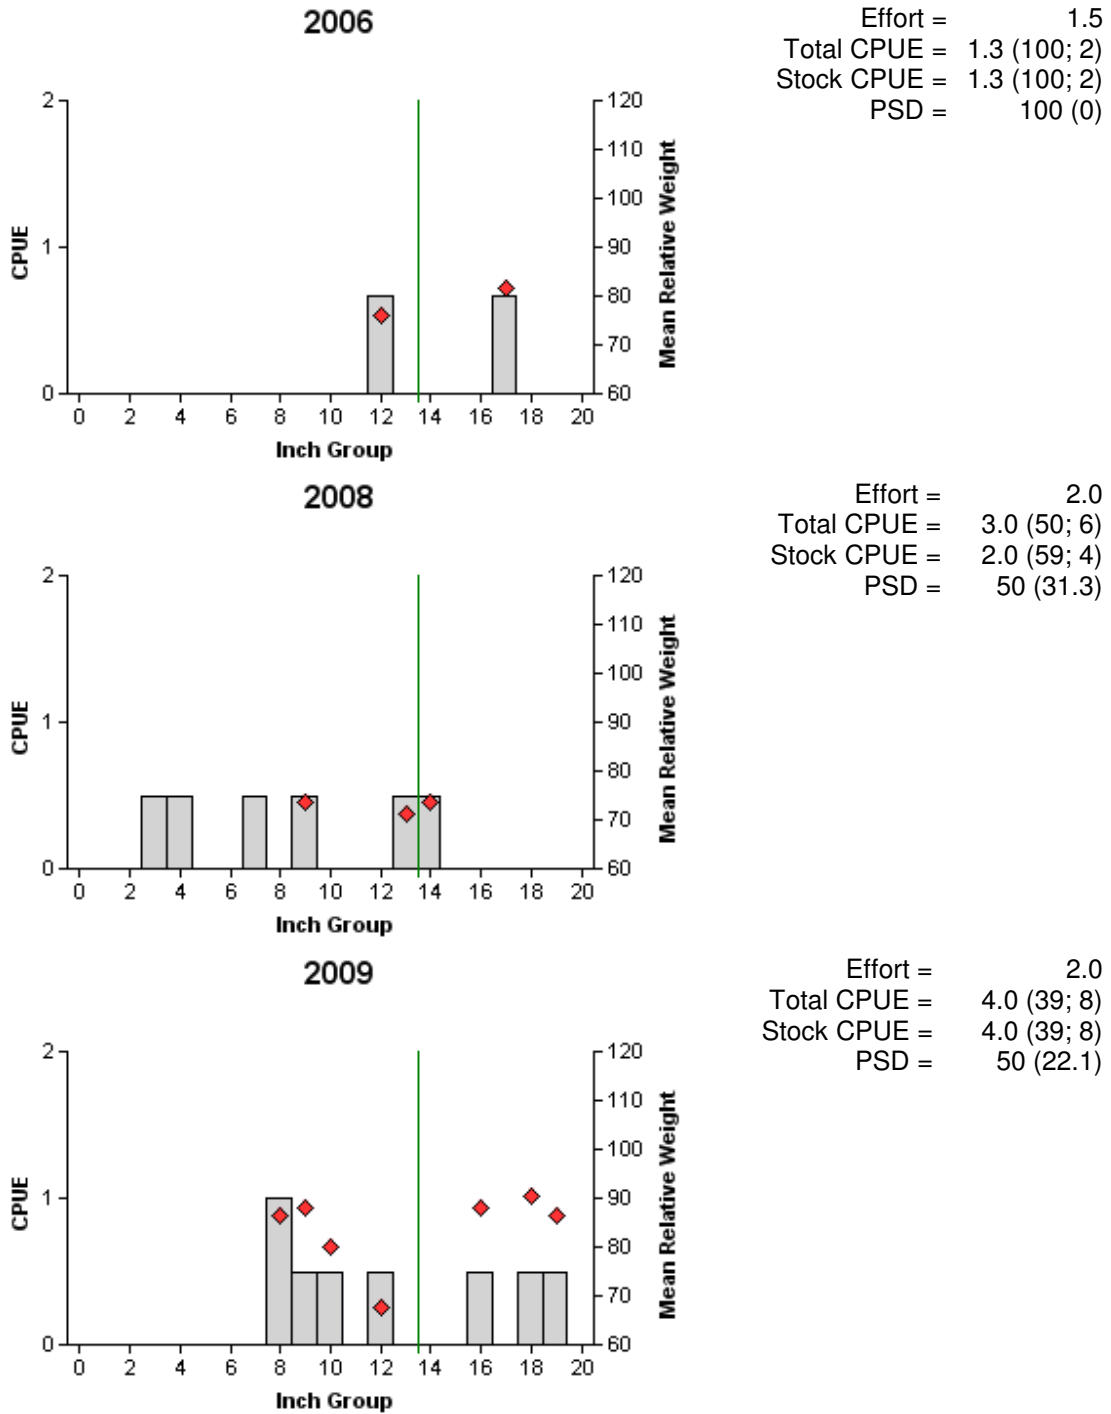 2006
Effort = 1.5
Total CPUE = 1.3 (100; 2)
Stock CPUE = 1.3 (100; 2)
PSD = 100 (0)
2 120
110
100
1 90
80
70
0 60
CPUE
Mean Relative Weight
0 2 4 6 8 10 12 14 16 18 20
Inch Group
2008
Effort = 2.0
Total CPUE = 3.0 (50; 6)
Stock CPUE = 2.0 (59; 4)
PSD = 50 (31.3)
2 120
110
100
1 90
80
70
0 60
CPUE
Mean Relative Weight
0 2 4 6 8 10 12 14 16 18 20
Inch Group
2009
Effort = 2.0
Total CPUE = 4.0 (39; 8)
Stock CPUE = 4.0 (39; 8)
PSD = 50 (22.1)
2 120
110
100
1 90
80
70
0 60
CPUE
Mean Relative Weight
0 2 4 6 8 10 12 14 16 18 20
Inch Group